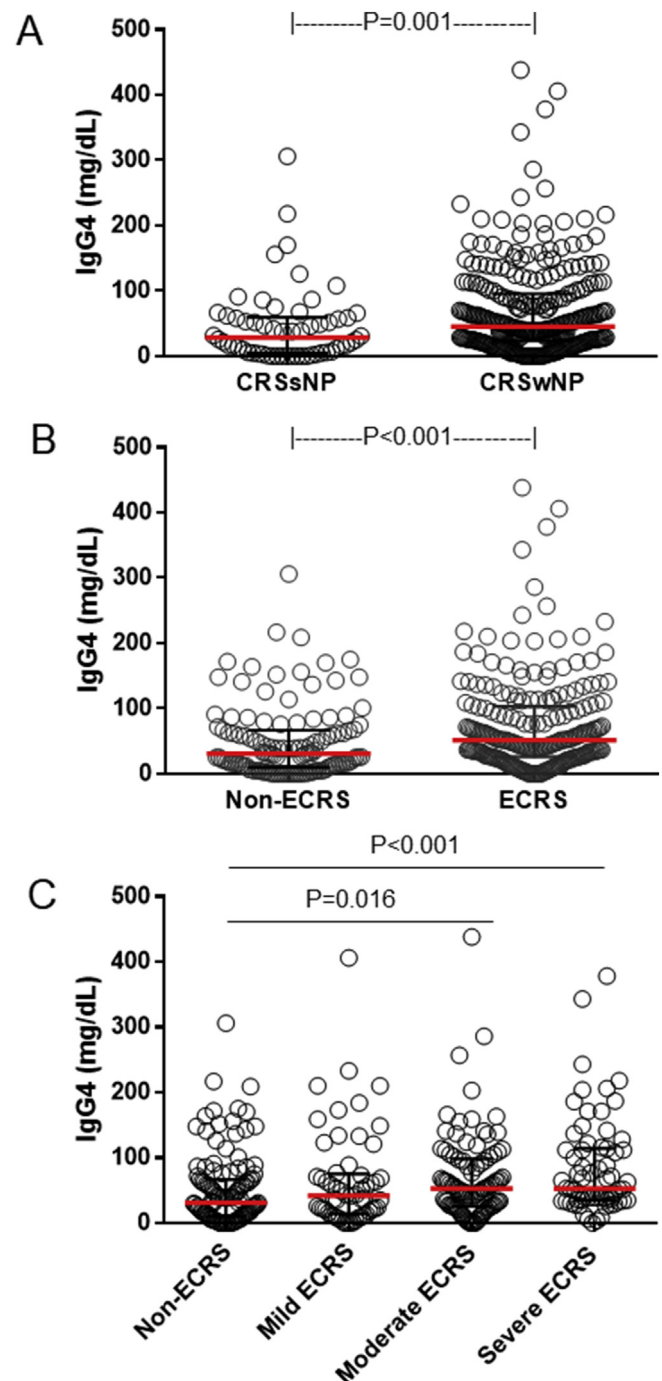 A
|---------P=0.001----------|
IgG4 (mg/dL)
500
400
300
200
100
0
CRSsNP CRSwNP
B
|---------P<0.001----------|
IgG4 (mg/dL)
500
400
300
200
100
0
Non-ECRS ECRS
C
P<0.001
P=0.016
IgG4 (mg/dL)
500
400
300
200
100
0
Non-ECRS
Mild ECRS
Moderate ECRS
Severe ECRS